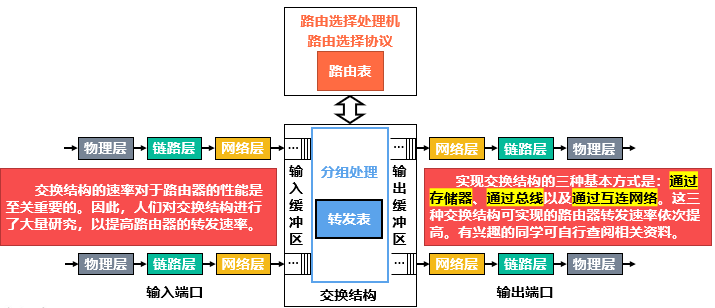 路由选择处理机
路由选择协议
路由表
物理层
链路层
网络层
...
分组处理
...
网络层
链路层
物理层
交换结构的速率对于路由器的性能是
至关重要的。因此，人们对交换结构进行
了大量研究，以提高路由器的转发速率。
输入缓冲区
转发表
输出缓冲区
实现交换结构的三种基本方式是：通过
存储器、通过总线以及通过互连网络。这三
种交换结构可实现的路由器转发速率依次提
高。有兴趣的同学可自行查阅相关资料。
物理层
链路层
网络层
...
...
网络层
链路层
物理层
输入端口
交换结构
输出端口